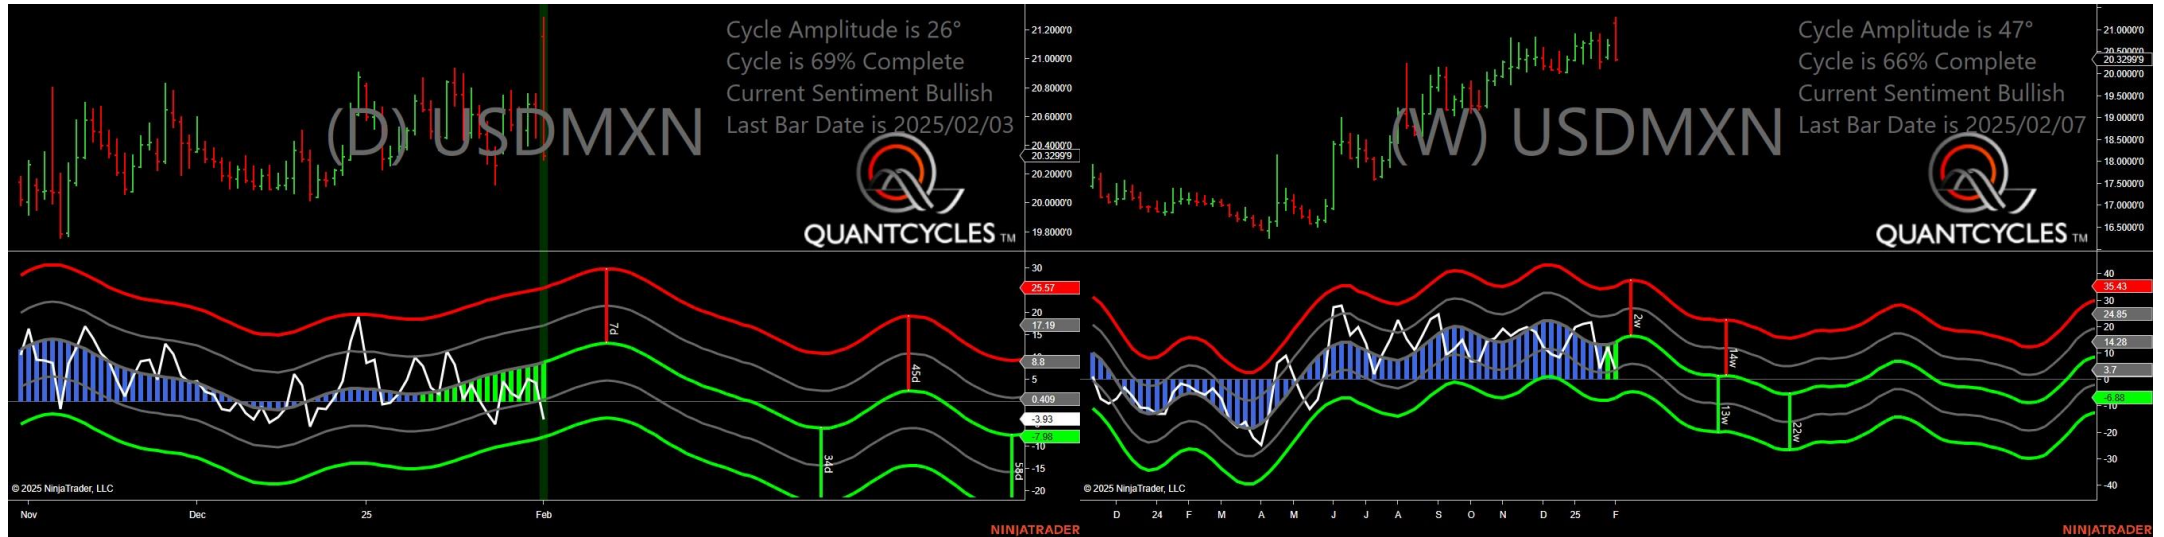 Cycle Amplitude is 26°
Cycle is 69% Complete
Current Sentiment Bullish
Last Bar Date is 2025/02/03
(D) USDMXN
QUANTCYCLES TM
21.2000'0
21.0000'0
20.8000'0
20.6000'0
20.4000'0
20.3299'9
20.2000'0
20.0000'0
19.8000'0
30
25.57
20
17.19
15
8.8
5
0.409
-3.93
-7.98
-10
-15
-20
7d
34d
45d
58d
© 2025 NinjaTrader, LLC
Nov Dec 25 Feb
NINJATRADER
Cycle Amplitude is 47°
Cycle is 66% Complete
Current Sentiment Bullish
Last Bar Date is 2025/02/07
(W) USDMXN
QUANTCYCLES TM
21.0000'0
20.5000'0
20.3299'9
20.0000'0
19.5000'0
19.0000'0
18.5000'0
18.0000'0
17.5000'0
17.0000'0
16.5000'0
40
35.43
30
24.85
20
14.28
10
3.7
0
-6.88
-10
-20
-30
-40
2w
14w
13w
22w
© 2025 NinjaTrader, LLC
D 24 F M A M J J A S O N D 25 F
NINJATRADER